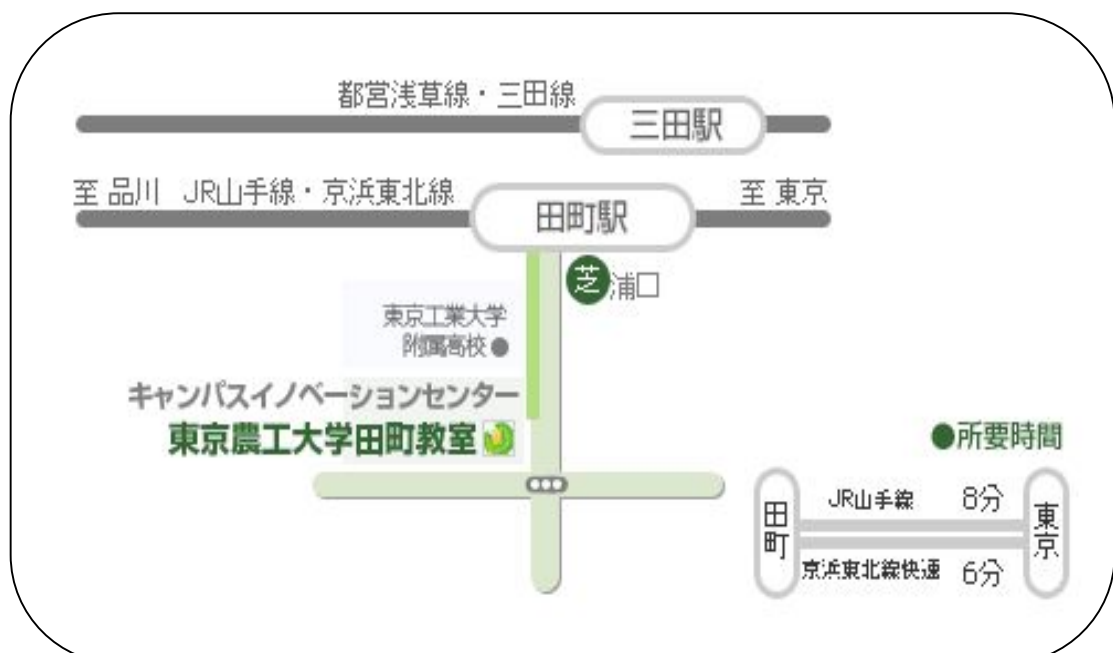 都営浅草線・三田線
三田駅
至 品川 JR山手線・京浜東北線
至 東京
田町駅
芝浦口
東京工業大学
附属高校●
キャンパスイノベーションセンター
東京農工大学田町教室
●所要時間
田町
JR山手線 8分
京浜東北線快速 6分
東京